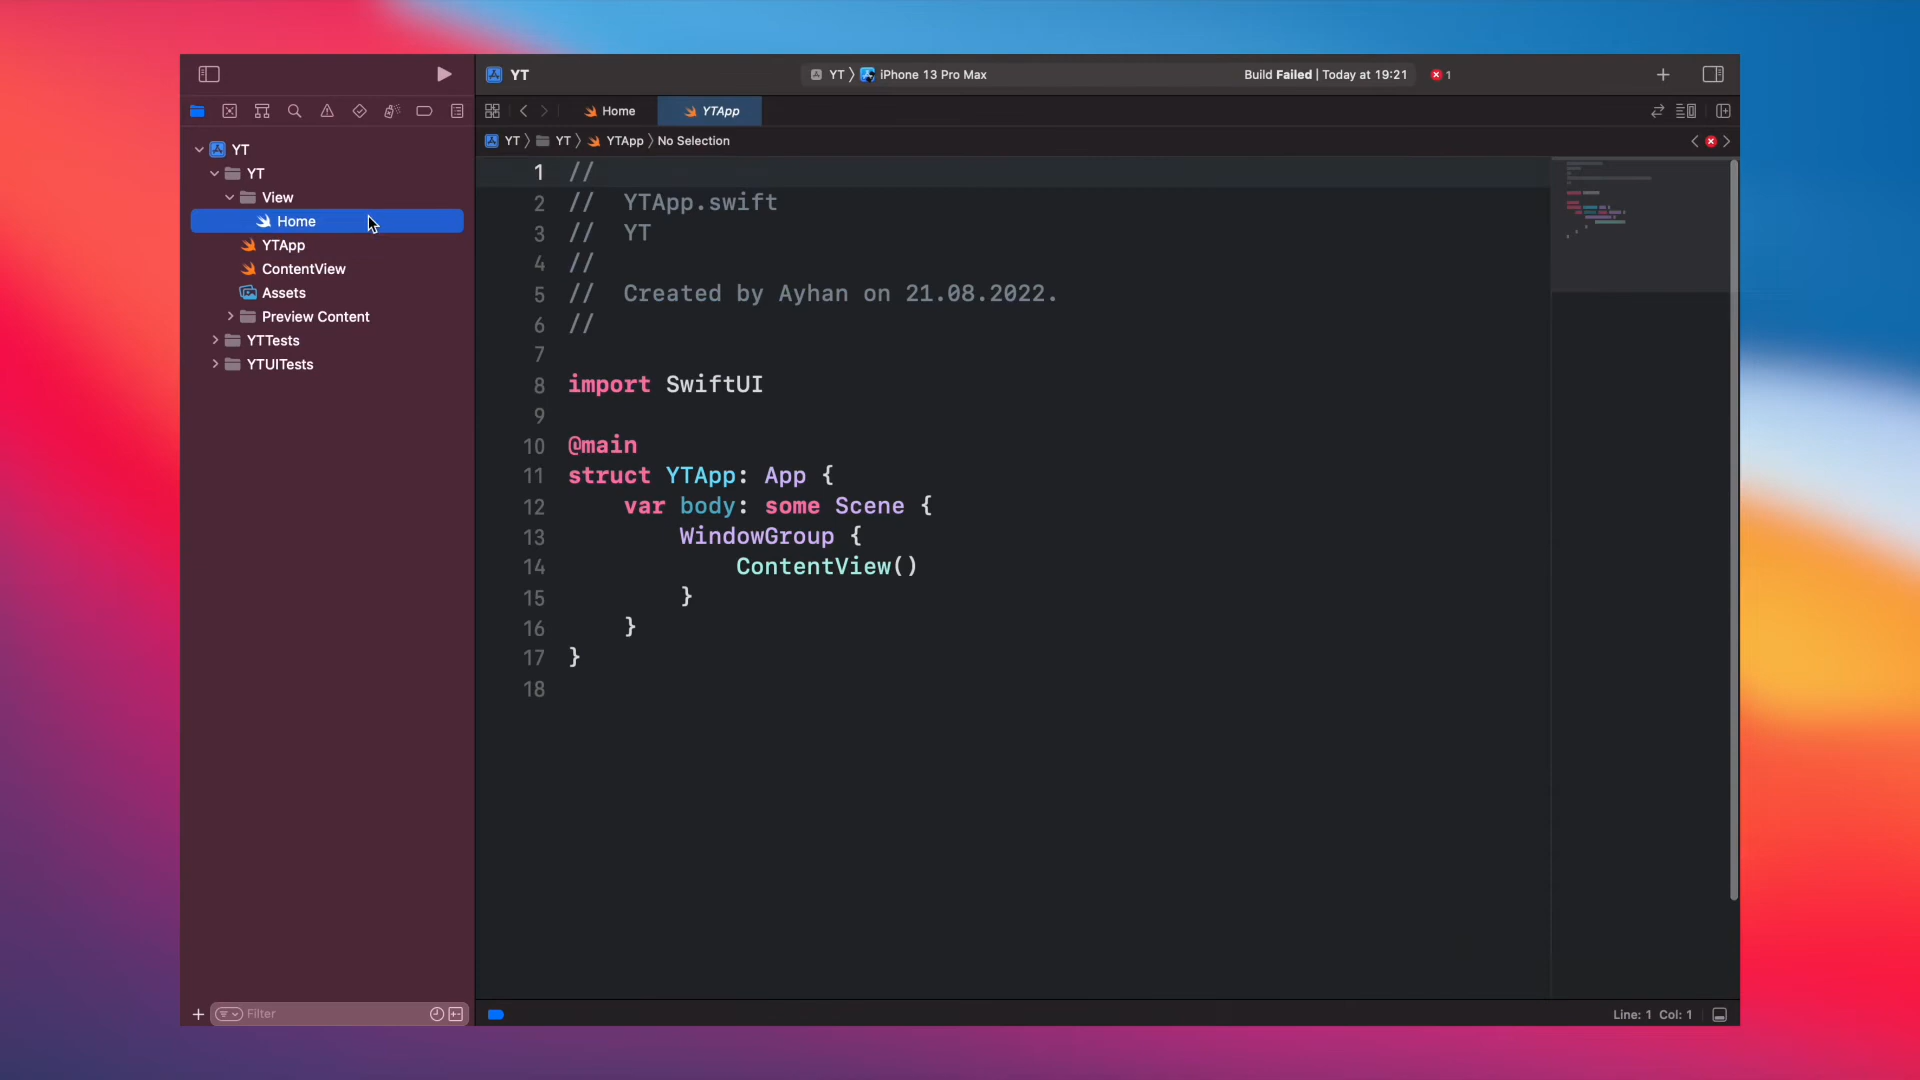 YT
YT 〉 iPhone 13 Pro Max
Build Failed | Today at 19:21
1
Home
YTApp
YT 〉 YT 〉 YTApp 〉 No Selection
YT
YT
View
Home
YTApp
ContentView
Assets
Preview Content
YTTests
YTUITests
1 //
2 //  YTApp.swift
3 //  YT
4 //
5 //  Created by Ayhan on 21.08.2022.
6 //
7
8 import SwiftUI
9
10 @main
11 struct YTApp: App {
12     var body: some Scene {
13         WindowGroup {
14             ContentView()
15         }
16     }
17 }
18
Filter
Line: 1 Col: 1